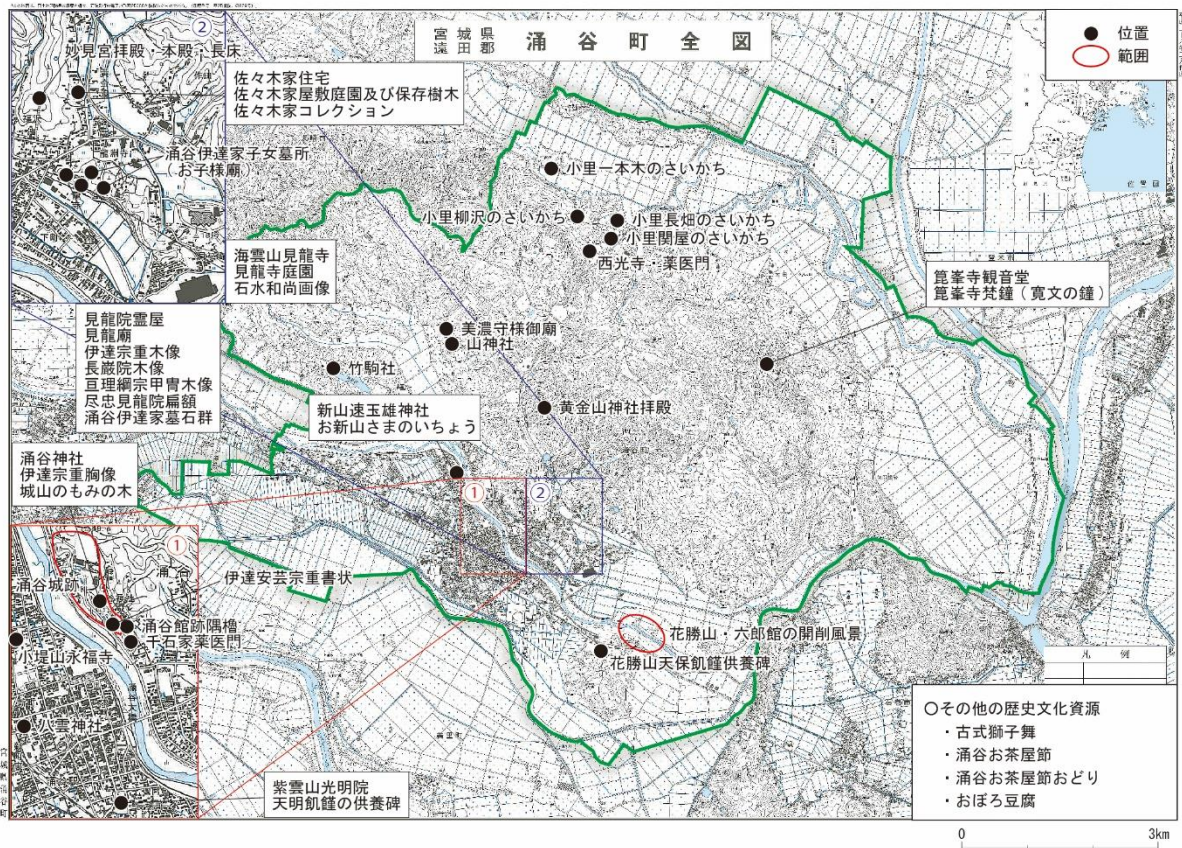 宮城県
遠田郡
涌谷町全図
位置
範囲
②
妙見宮拝殿・本殿・長床
涌谷伊達家子女墓所
(お子様廟)
佐々木家住宅
佐々木家屋敷庭園及び保存樹木
佐々木家コレクション
小里一本木のさいかち
小里柳沢のさいかち
小里長畑のさいかち
小里関屋のさいかち
西光寺・薬医門
海雲山見龍寺
見龍寺庭園
石水和尚画像
箟峯寺観音堂
箟峯寺梵鐘(寛文の鐘)
見龍院霊屋
見龍廟
伊達宗重木像
長巌院木像
亘理綱宗甲冑木像
尽忠見龍院扁額
涌谷伊達家墓石群
美濃守様御廟
山神社
竹駒社
黄金山神社拝殿
新山速玉雄神社
お新山さまのいちょう
涌谷神社
伊達宗重胸像
城山のもみの木
①
②
①
涌谷城跡
伊達安芸宗重書状
涌谷館跡隅櫓
千石家薬医門
小堤山永福寺
八雲神社
花勝山・六郎館の開削風景
花勝山天保飢饉供養碑
紫雲山光明院
天明飢饉の供養碑
凡例
○その他の歴史文化資源
・古式獅子舞
・涌谷お茶屋節
・涌谷お茶屋節おどり
・おぼろ豆腐
0 3km